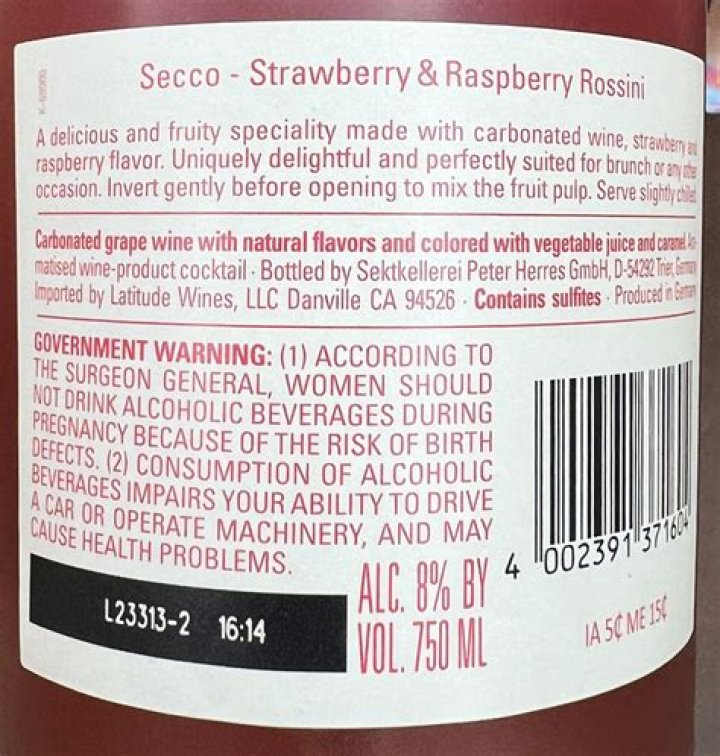 Secco - Strawberry & Raspberry Rossini
A delicious and fruity speciality made with carbonated wine, strawberry and
raspberry flavor. Uniquely delightful and perfectly suited for brunch or any other
occasion. Invert gently before opening to mix the fruit pulp. Serve slightly chilled.
Carbonated grape wine with natural flavors and colored with vegetable juice and caramel. Aro-
matised wine-product cocktail · Bottled by Sektkellerei Peter Herres GmbH, D-54292 Trier, Germany
Imported by Latitude Wines, LLC Danville CA 94526 · Contains sulfites · Produced in Germany
GOVERNMENT WARNING: (1) ACCORDING TO
THE SURGEON GENERAL, WOMEN SHOULD
NOT DRINK ALCOHOLIC BEVERAGES DURING
PREGNANCY BECAUSE OF THE RISK OF BIRTH
DEFECTS. (2) CONSUMPTION OF ALCOHOLIC
BEVERAGES IMPAIRS YOUR ABILITY TO DRIVE
A CAR OR OPERATE MACHINERY, AND MAY
CAUSE HEALTH PROBLEMS.
L23313-2 16:14
ALC. 8% BY
VOL. 750 ML
4 002391 371604
IA 5¢ ME 15¢